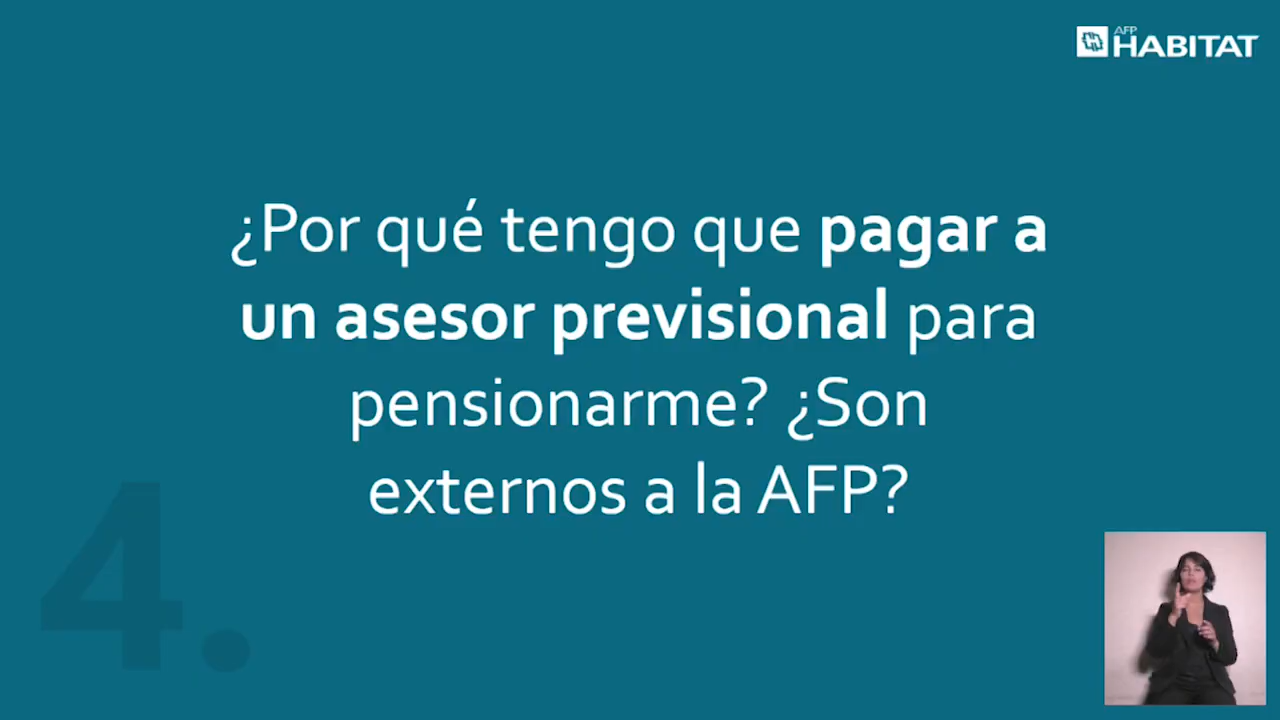 AFP
HABITAT
¿Por qué tengo que pagar a
un asesor previsional para
pensionarme? ¿Son
externos a la AFP?
4.